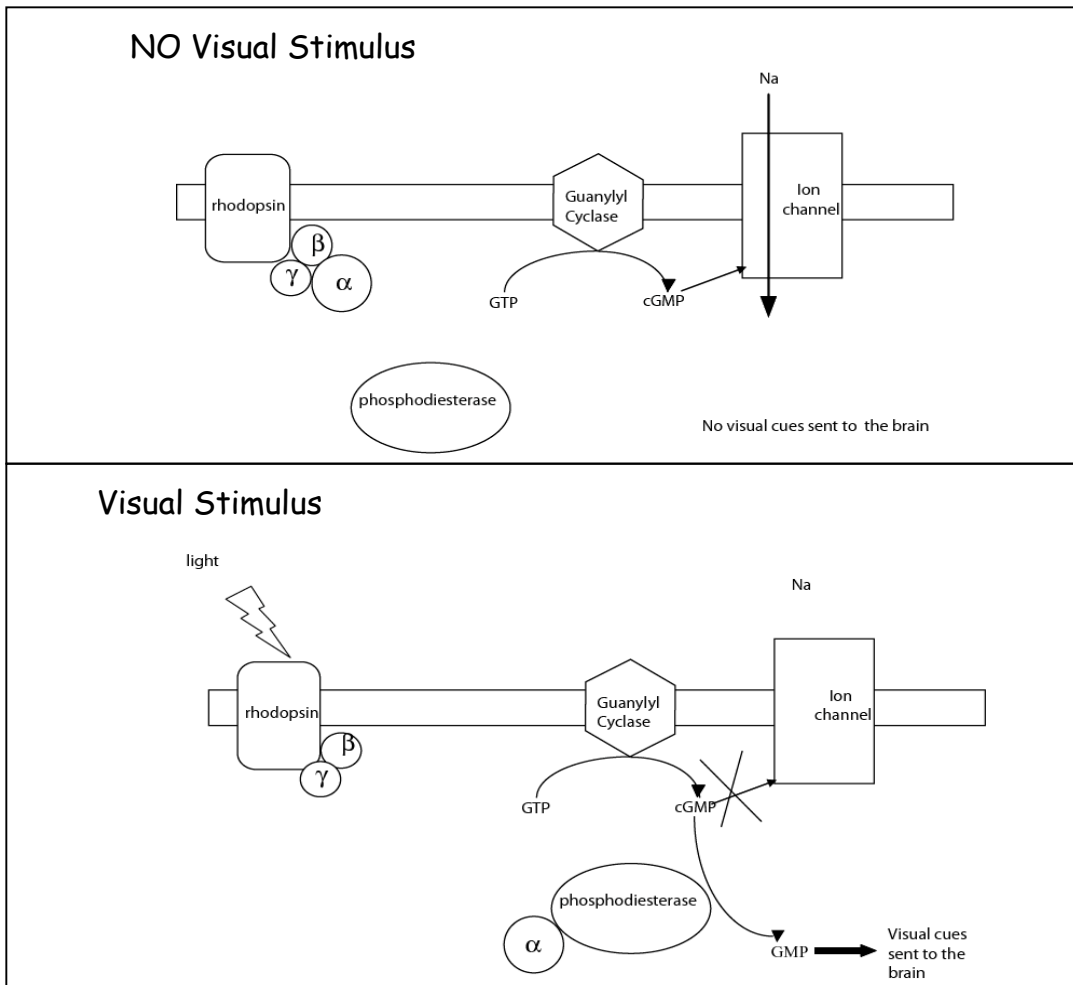 NO Visual Stimulus
Na
rhodopsin
Guanylyl
Cyclase
Ion
channel
β
γ
α
GTP
cGMP
phosphodiesterase
No visual cues sent to the brain
Visual Stimulus
light
Na
rhodopsin
Guanylyl
Cyclase
Ion
channel
β
γ
GTP
cGMP
phosphodiesterase
α
GMP
Visual cues
sent to the
brain